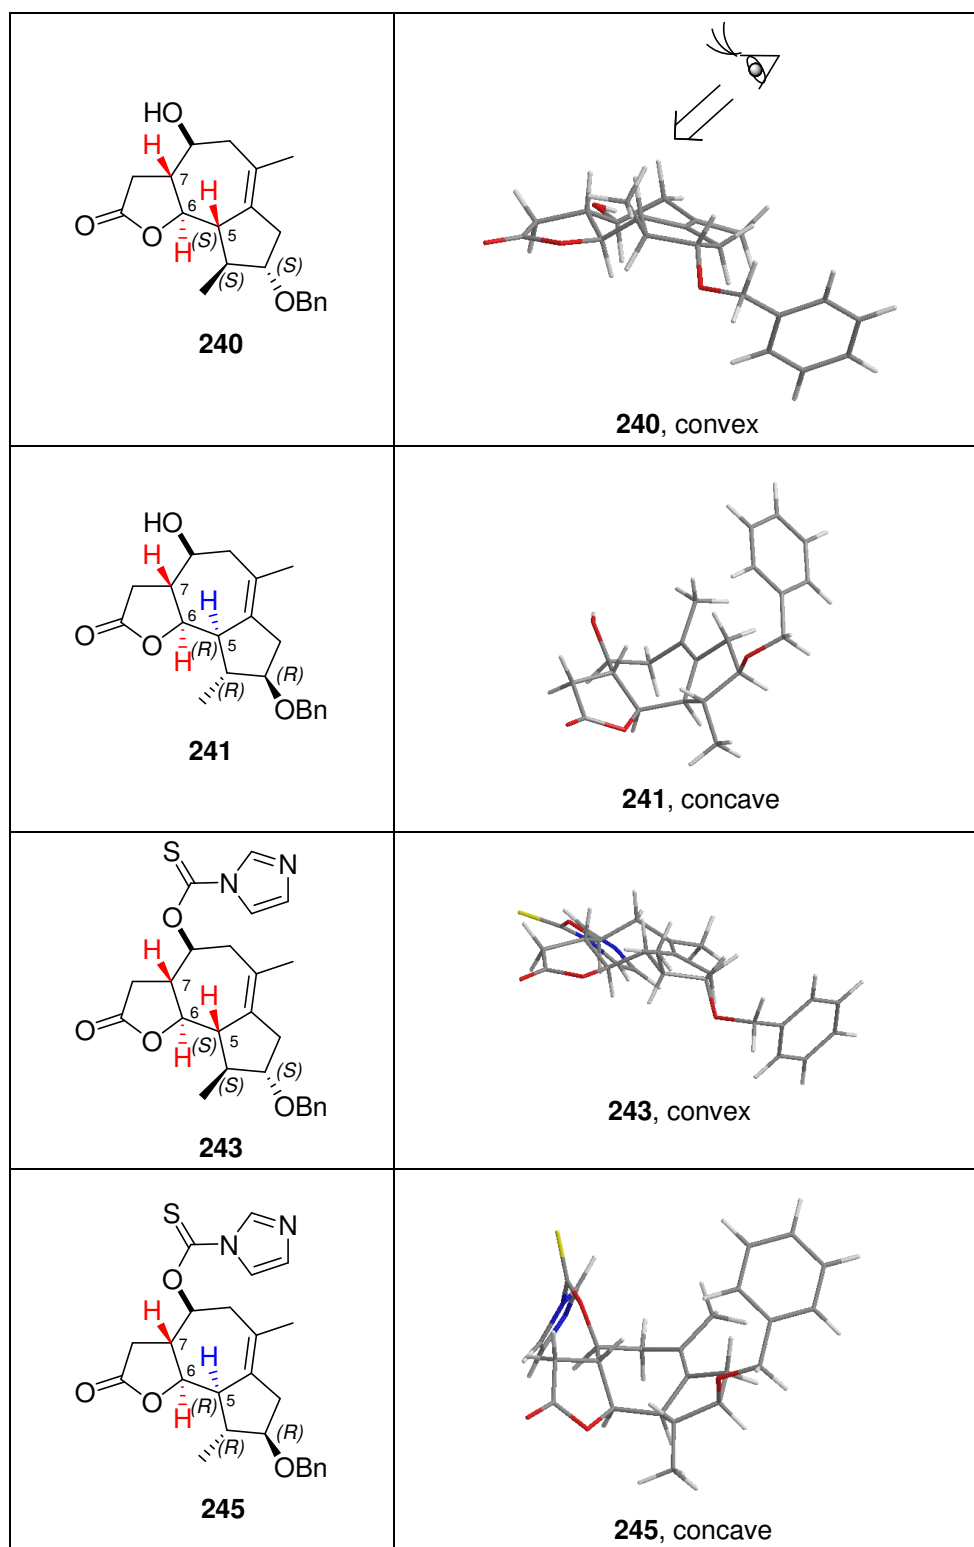 HO
H
7
H
6
5
O
O
(S)
H
(S)
(S)
OBn
240
240, convex
HO
H
7
H
6
5
O
O
(R)
H
(R)
(R)
OBn
241
241, concave
S
N
N
O
H
7
H
6
5
O
O
(S)
H
(S)
(S)
OBn
243
243, convex
S
N
N
O
H
7
H
6
5
O
O
(R)
H
(R)
(R)
OBn
245
245, concave